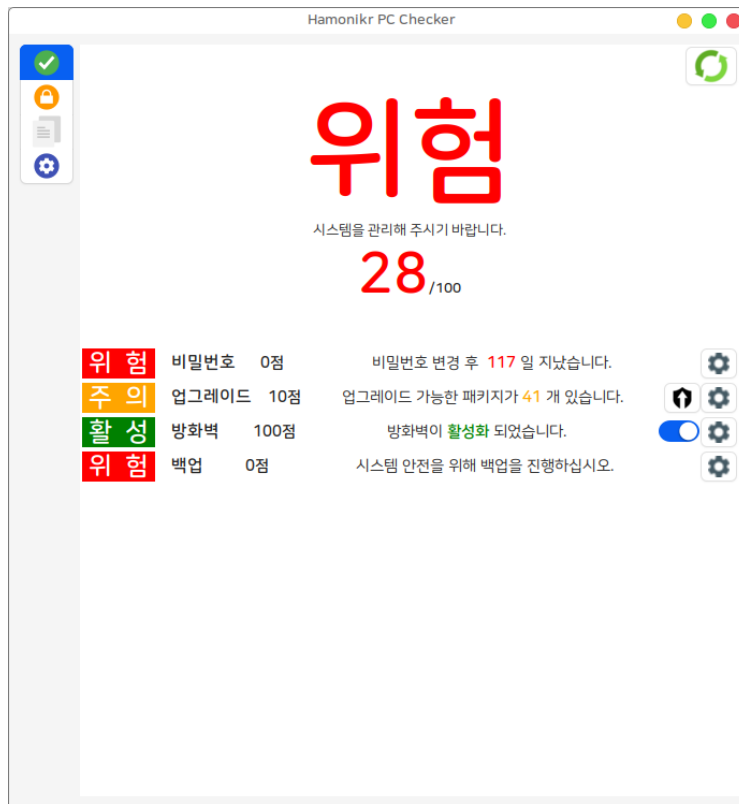 Hamonikr PC Checker
위험
시스템을 관리해 주시기 바랍니다.
28/100
위 험 비밀번호 0점 비밀번호 변경 후 117 일 지났습니다.
주 의 업그레이드 10점 업그레이드 가능한 패키지가 41 개 있습니다.
활 성 방화벽 100점 방화벽이 활성화 되었습니다.
위 험 백업 0점 시스템 안전을 위해 백업을 진행하십시오.